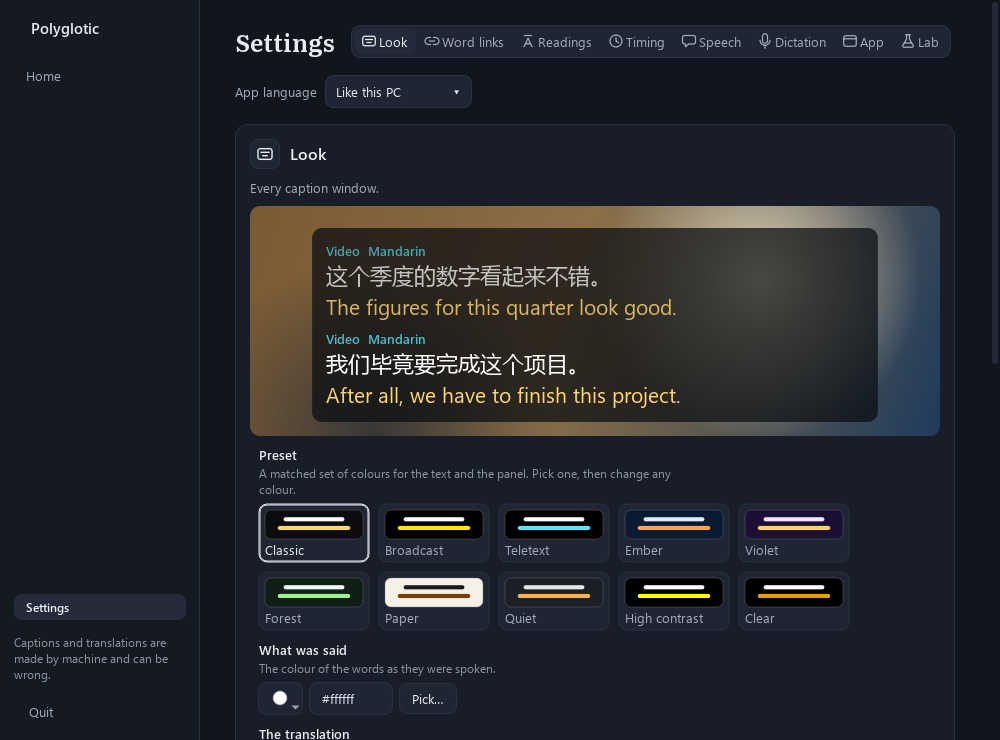 Polyglotic
Home
Settings
Captions and translations are
made by machine and can be
wrong.
Quit
Settings
Look
Word links
Readings
Timing
Speech
Dictation
App
Lab
App language
Like this PC
Look
Every caption window.
Video Mandarin
这个季度的数字看起来不错。
The figures for this quarter look good.
Video Mandarin
我们毕竟要完成这个项目。
After all, we have to finish this project.
Preset
A matched set of colours for the text and the panel. Pick one, then change any
colour.
Classic
Broadcast
Teletext
Ember
Violet
Forest
Paper
Quiet
High contrast
Clear
What was said
The colour of the words as they were spoken.
#ffffff
Pick...
The translation